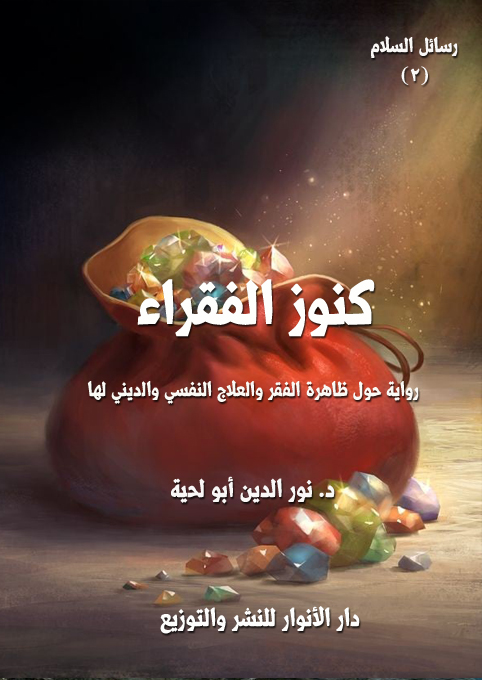 رسائل السلام
(٢)
كنوز الفقراء
رواية حول ظاهرة الفقر والعلاج النفسي والديني لها
د. نور الدين أبو لحية
دار الأنوار للنشر والتوزيع